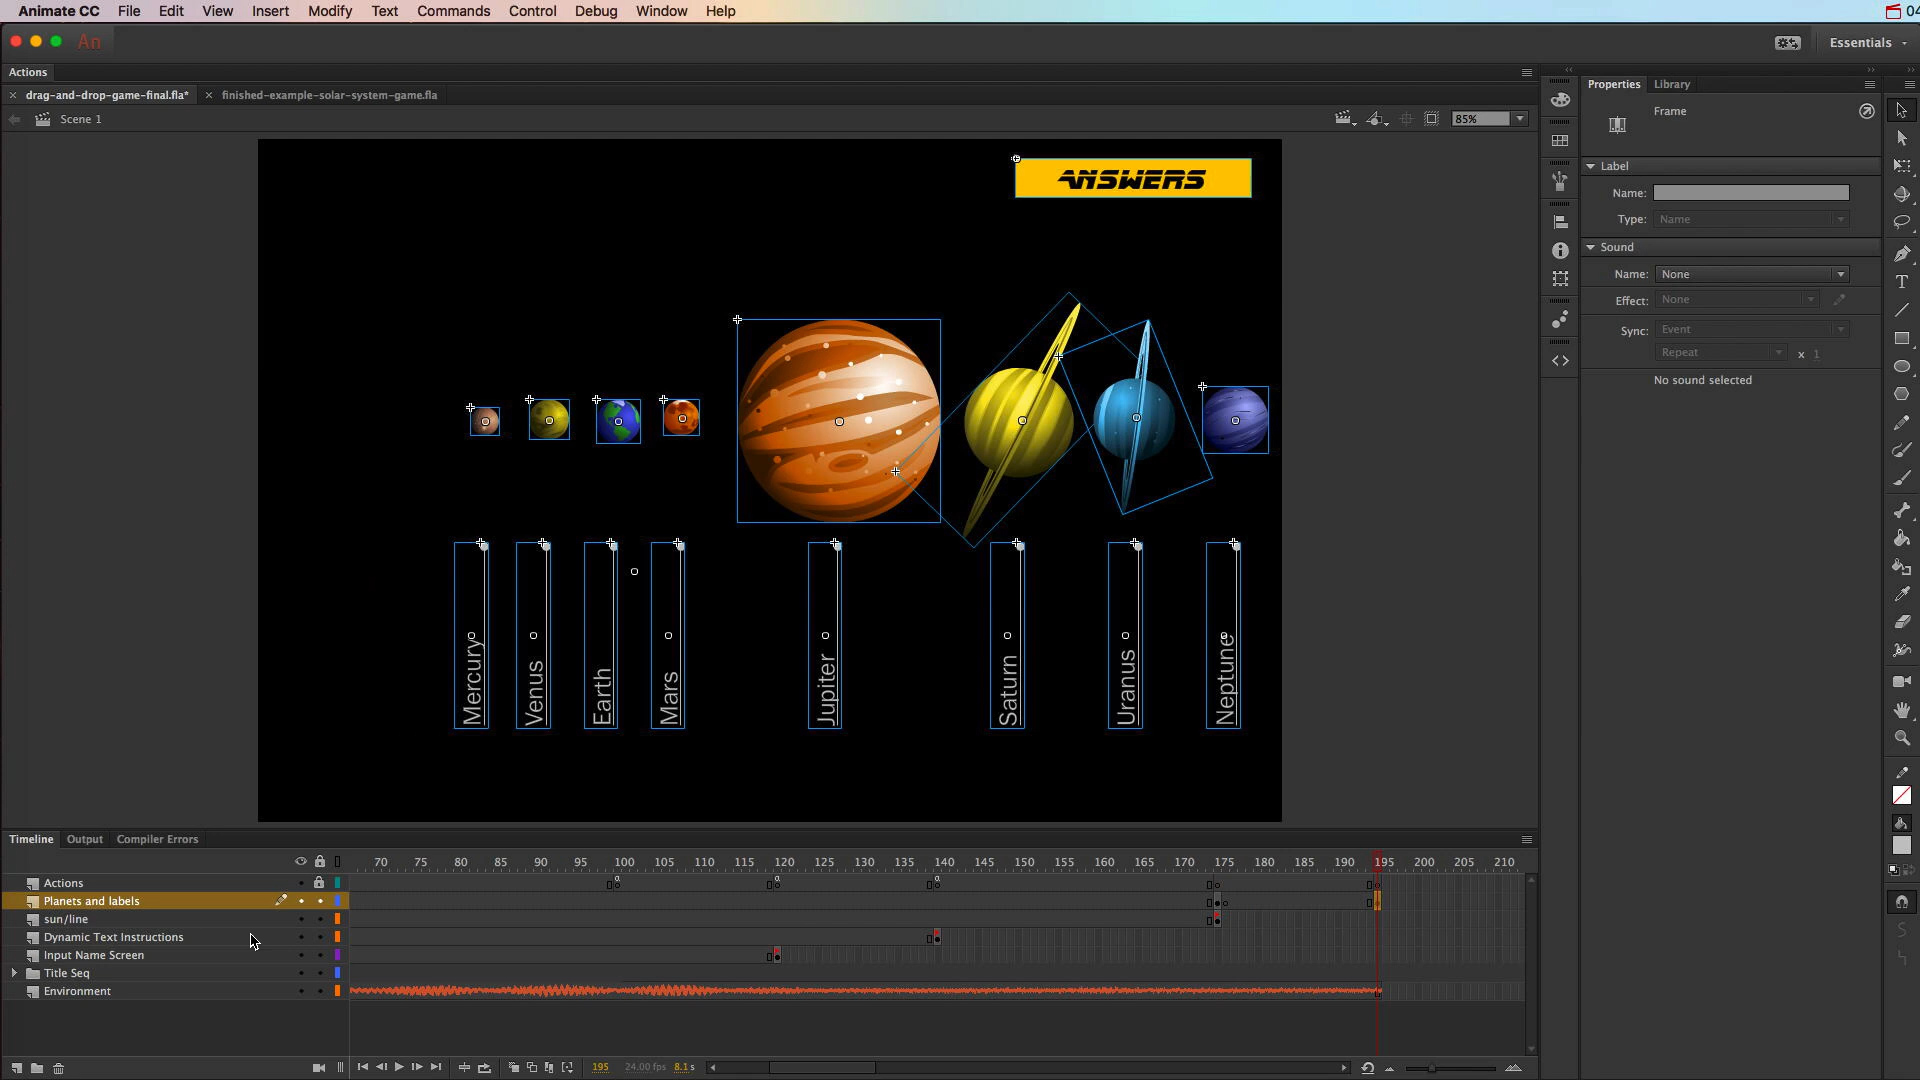 Animate CC File Edit View Insert Modify Text Commands Control Debug Window Help 04
An Essentials
Actions
drag-and-drop-game-final.fla* finished-example-solar-system-game.fla
Scene 1 85%
ANSWERS
Mercury
Venus
Earth
Mars
Jupiter
Saturn
Uranus
Neptune
Properties Library
Frame
Label
Name:
Type: Name
Sound
Name: None
Effect: None
Sync: Event
Repeat x 1
No sound selected
Timeline Output Compiler Errors
70 75 80 85 90 95 100 105 110 115 120 125 130 135 140 145 150 155 160 165 170 175 180 185 190 195 200 205 210
Actions
Planets and labels
sun/line
Dynamic Text Instructions
Input Name Screen
Title Seq
Environment
195 24.00 fps 8.1 s